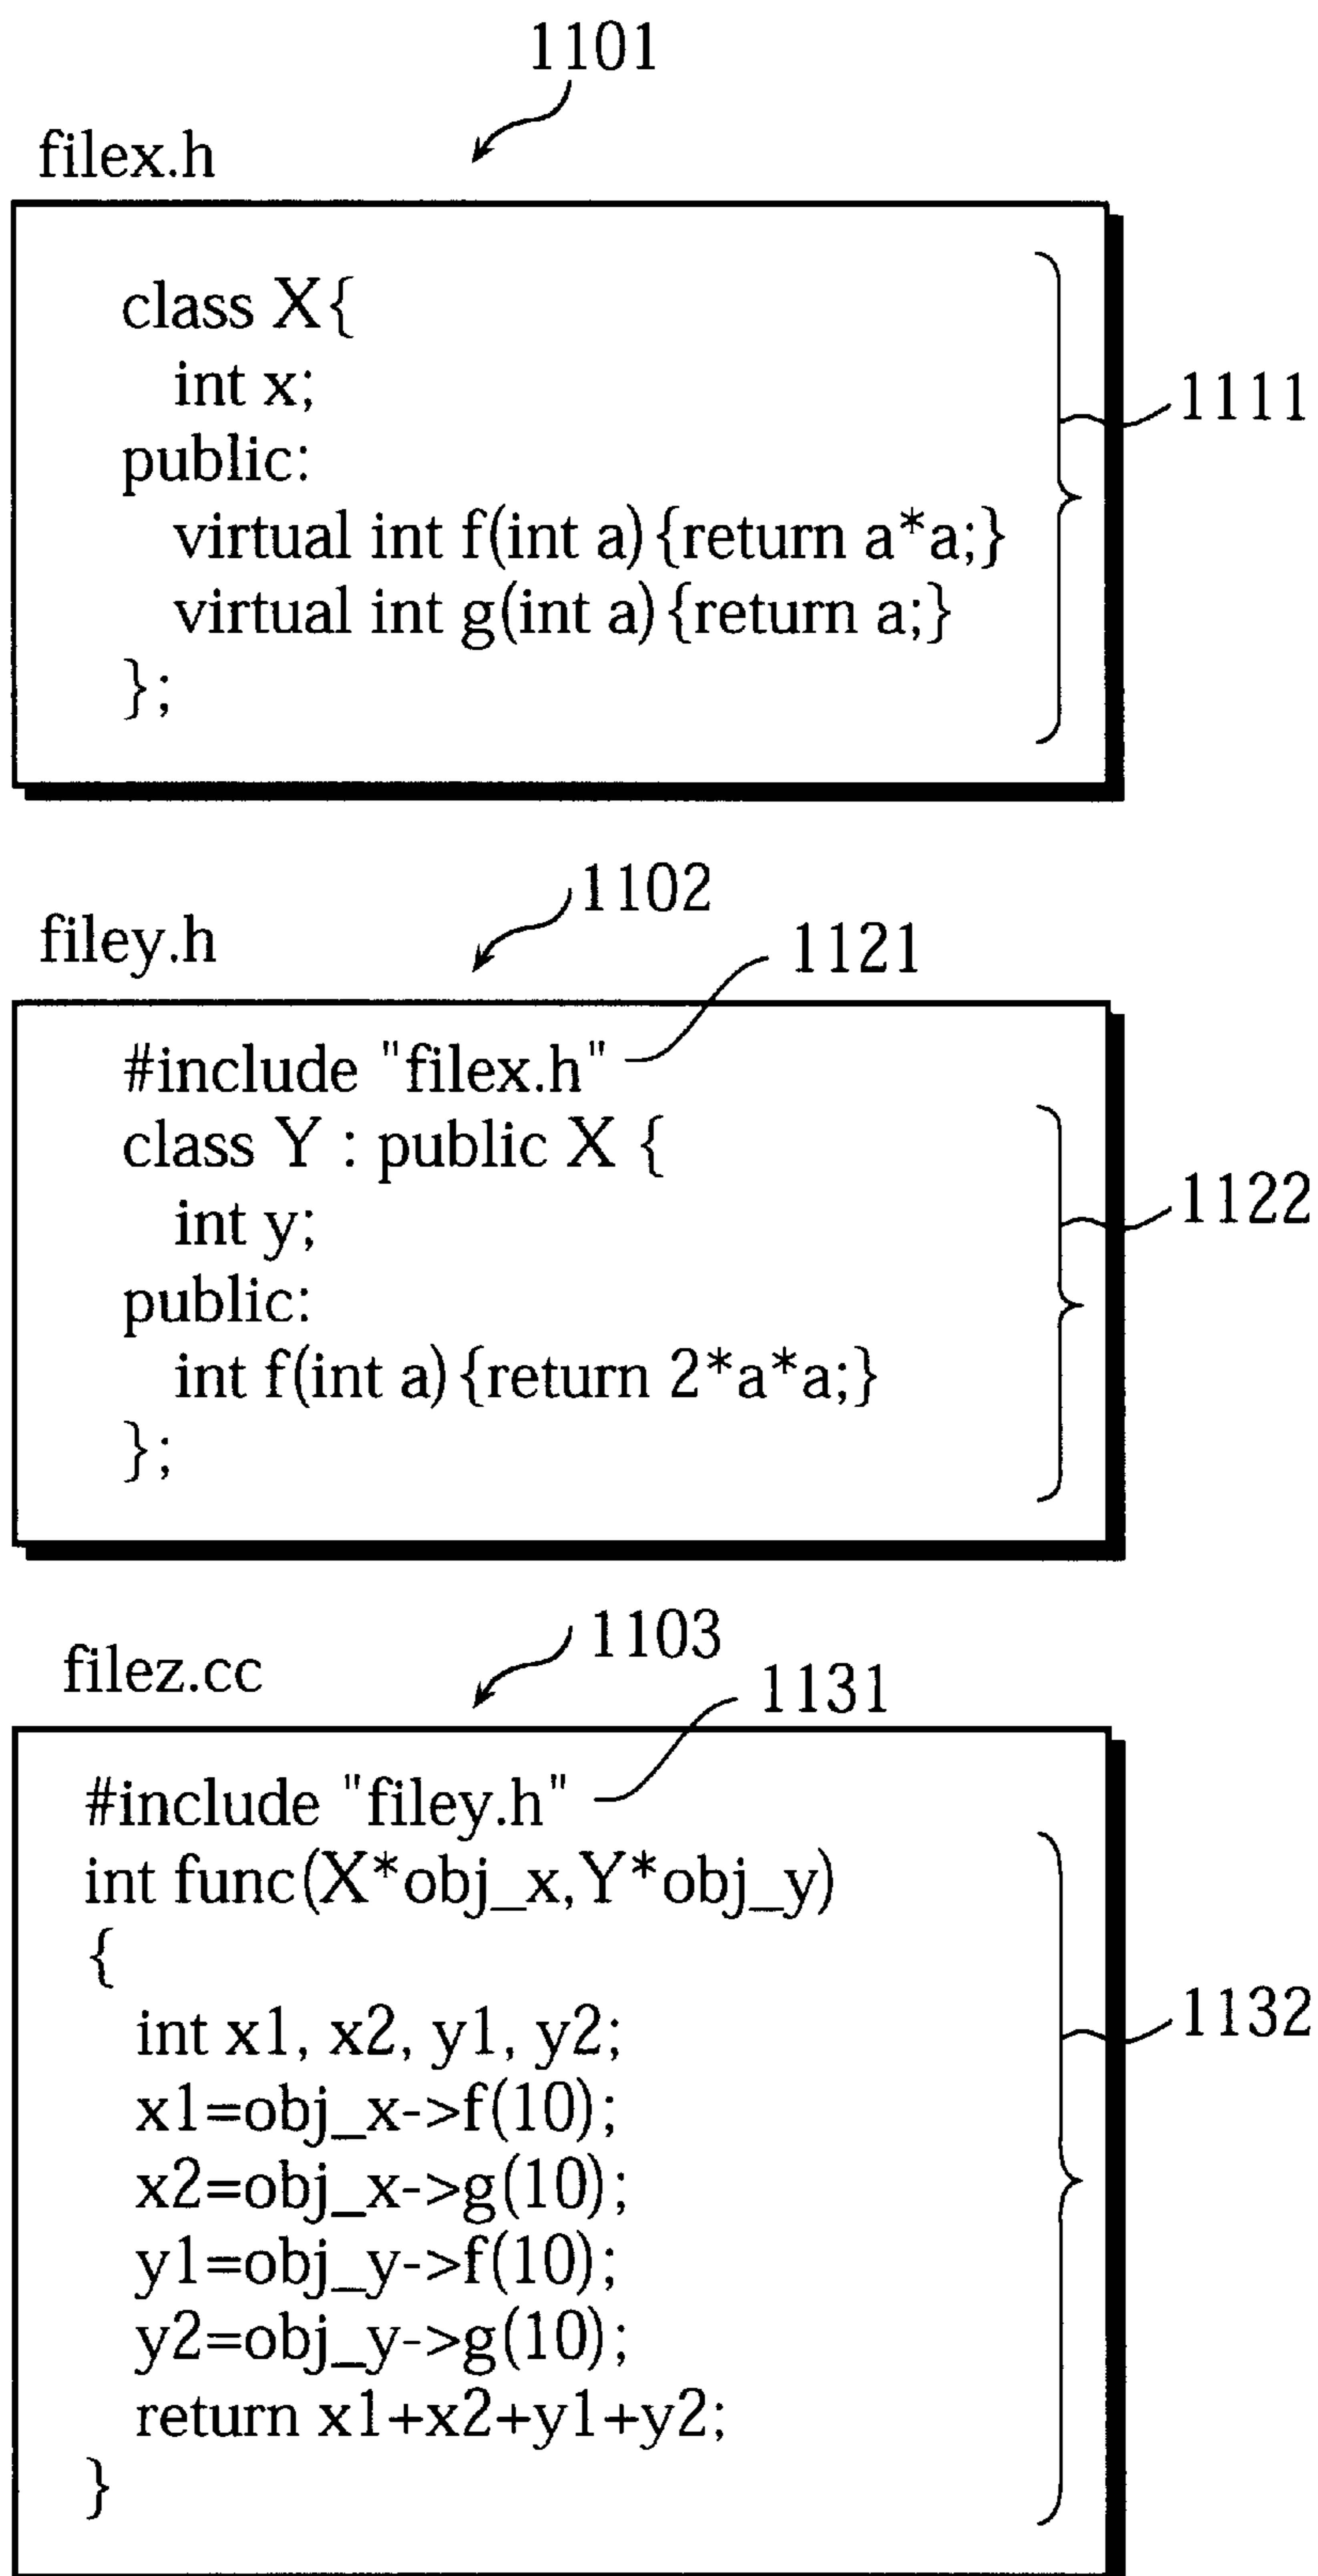 1101
filex.h
class X{
int x;
public:
virtual int f(int a){return a*a;}
virtual int g(int a){return a;}
};
1111
1102
filey.h
1121
#include "filex.h"
class Y : public X {
int y;
public:
int f(int a){return 2*a*a;}
};
1122
1103
filez.cc
1131
#include "filey.h"
int func(X*obj_x,Y*obj_y)
{
int x1, x2, y1, y2;
x1=obj_x->f(10);
x2=obj_x->g(10);
y1=obj_y->f(10);
y2=obj_y->g(10);
return x1+x2+y1+y2;
}
1132